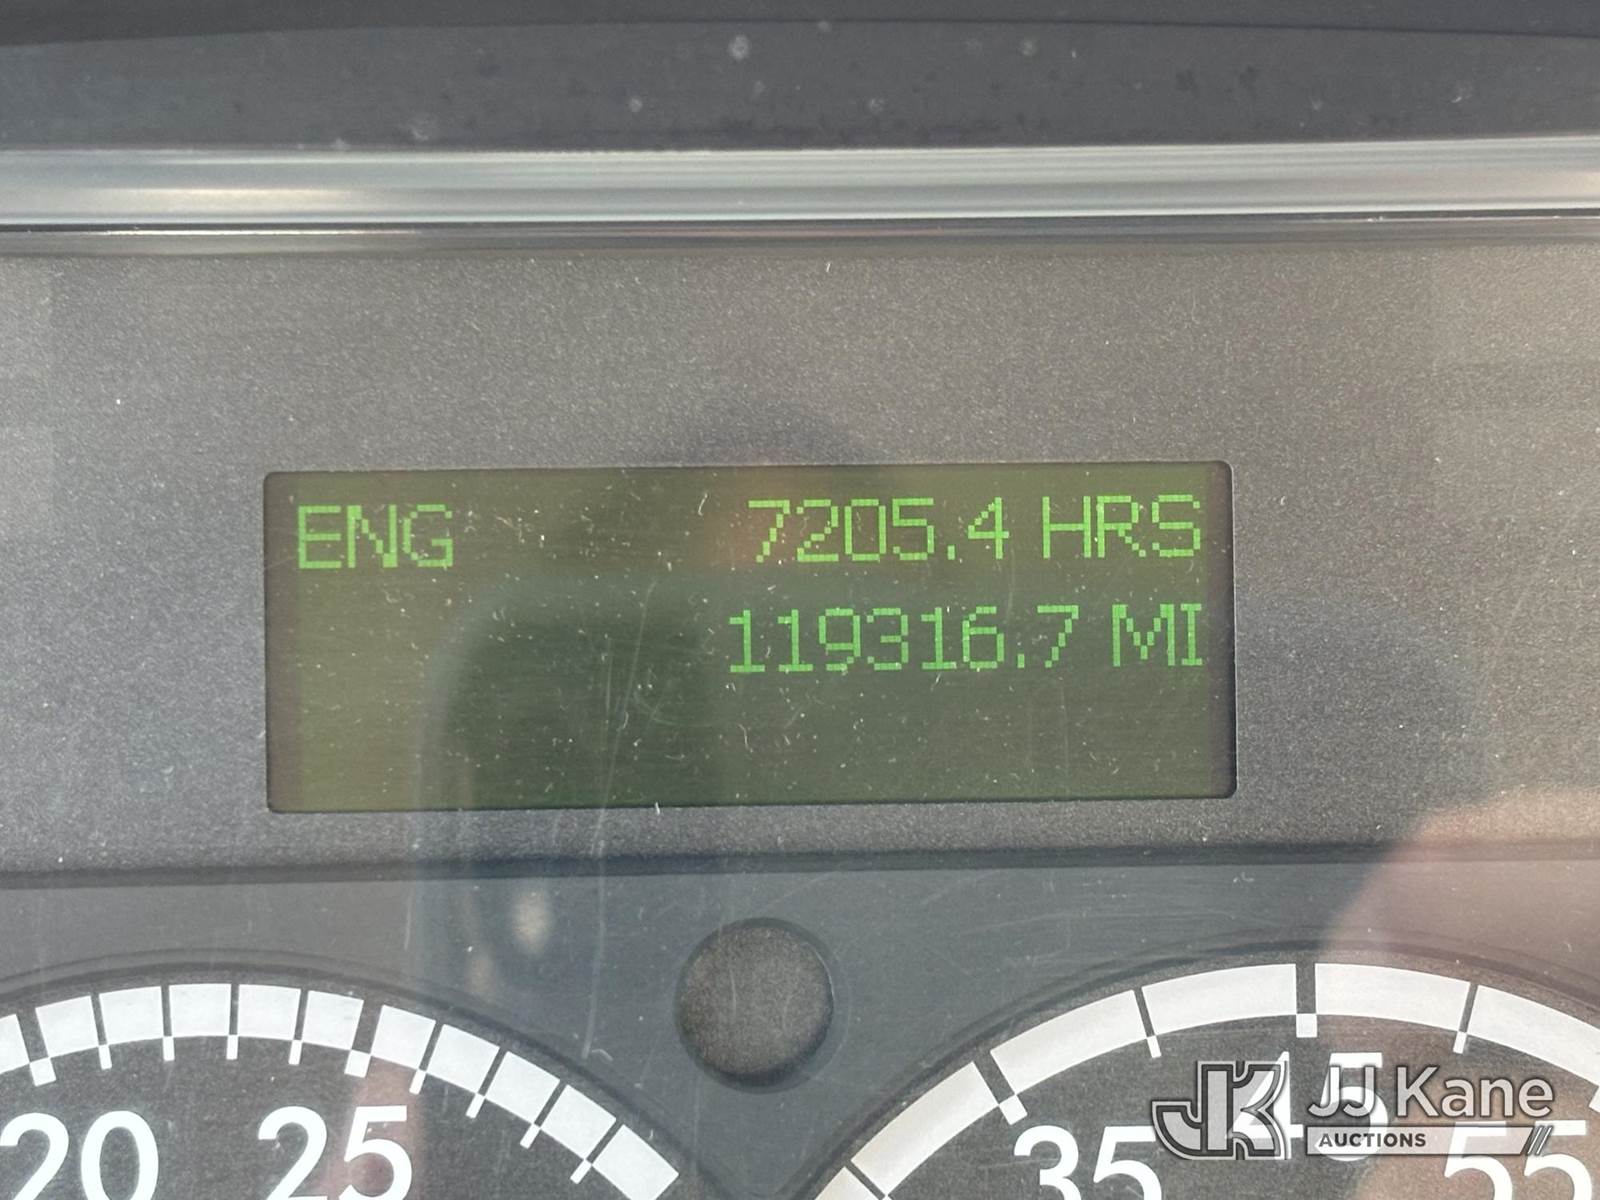 ENG 7205.4 HRS
119316.7 MI
20 25 35 45 55
JJ Kane
AUCTIONS